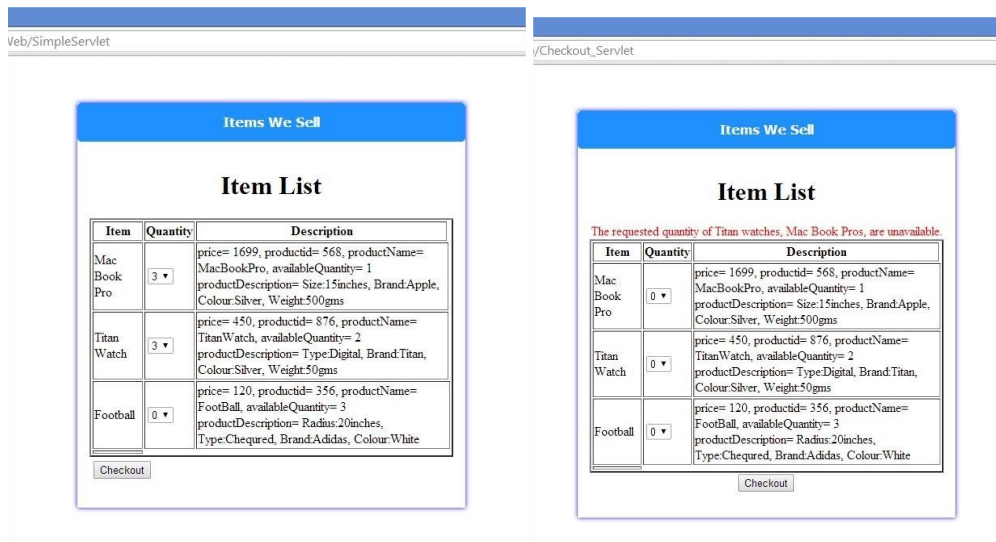 Web/SimpleServlet
Items We Sell
Item List
Item Quantity Description
Mac Book Pro
3
price= 1699, productid= 568, productName=
MacBookPro, availableQuantity= 1
productDescription= Size:15inches, Brand:Apple,
Colour:Silver, Weight:500gms
Titan Watch
3
price= 450, productid= 876, productName=
TitanWatch, availableQuantity= 2
productDescription= Type:Digital, Brand:Titan,
Colour:Silver, Weight:50gms
Football
0
price= 120, productid= 356, productName=
FootBall, availableQuantity= 3
productDescription= Radius:20inches,
Type:Chequred, Brand:Adidas, Colour:White
Checkout
/Checkout_Servlet
Items We Sell
Item List
The requested quantity of Titan watches, Mac Book Pros, are unavailable.
Item Quantity Description
Mac Book Pro
0
price= 1699, productid= 568, productName=
MacBookPro, availableQuantity= 1
productDescription= Size:15inches, Brand:Apple,
Colour:Silver, Weight:500gms
Titan Watch
0
price= 450, productid= 876, productName=
TitanWatch, availableQuantity= 2
productDescription= Type:Digital, Brand:Titan,
Colour:Silver, Weight:50gms
Football
0
price= 120, productid= 356, productName=
FootBall, availableQuantity= 3
productDescription= Radius:20inches,
Type:Chequred, Brand:Adidas, Colour:White
Checkout